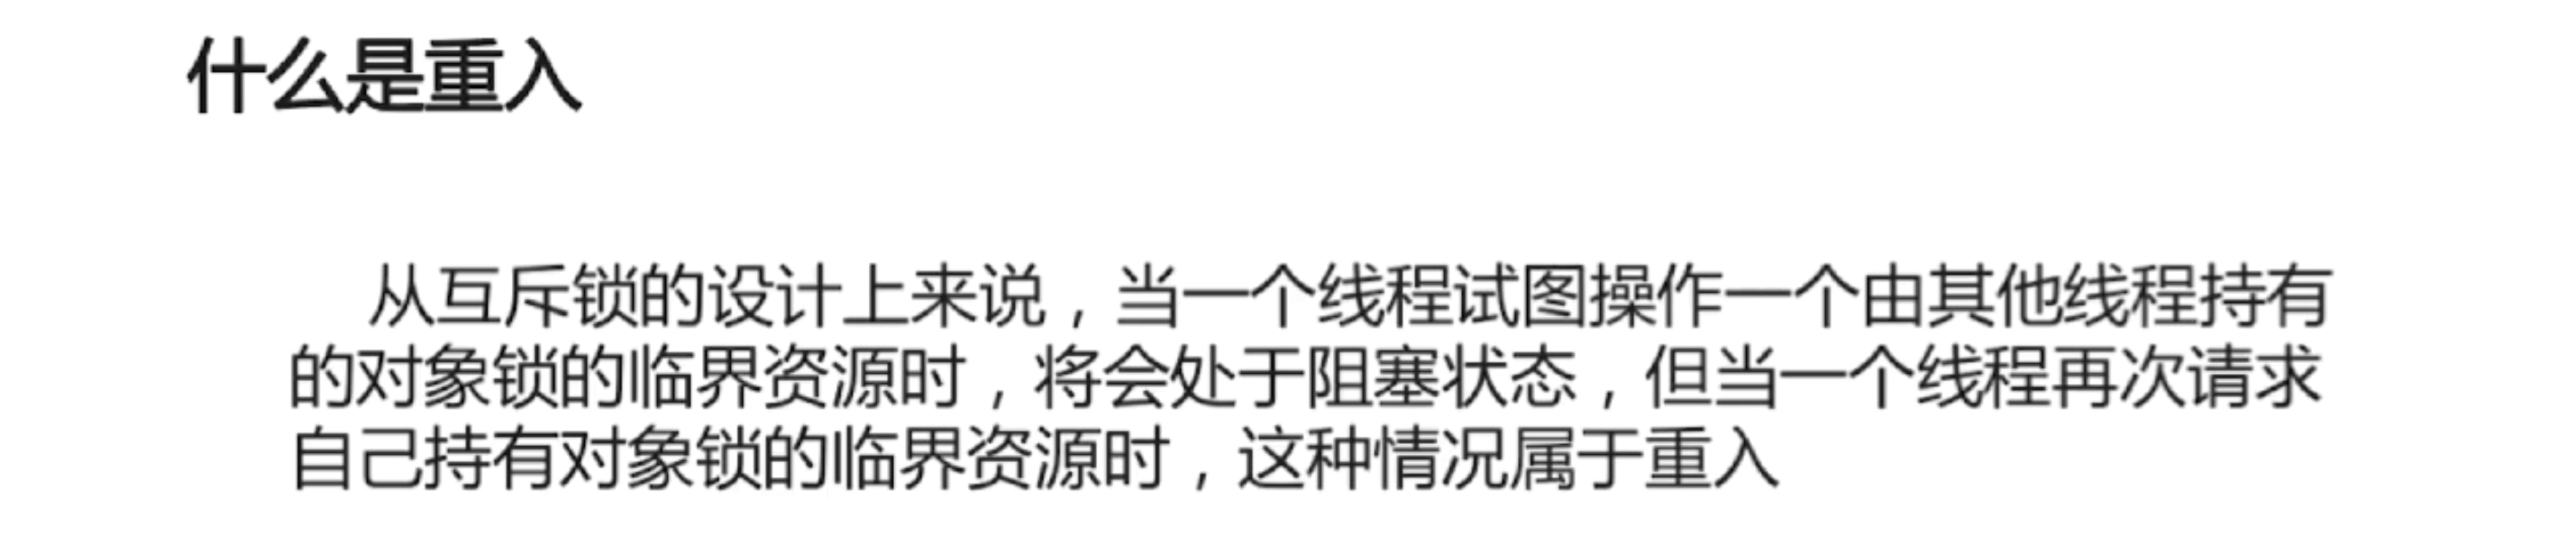 什么是重入
从互斥锁的设计上来说，当一个线程试图操作一个由其他线程持有
的对象锁的临界资源时，将会处于阻塞状态，但当一个线程再次请求
自己持有对象锁的临界资源时，这种情况属于重入